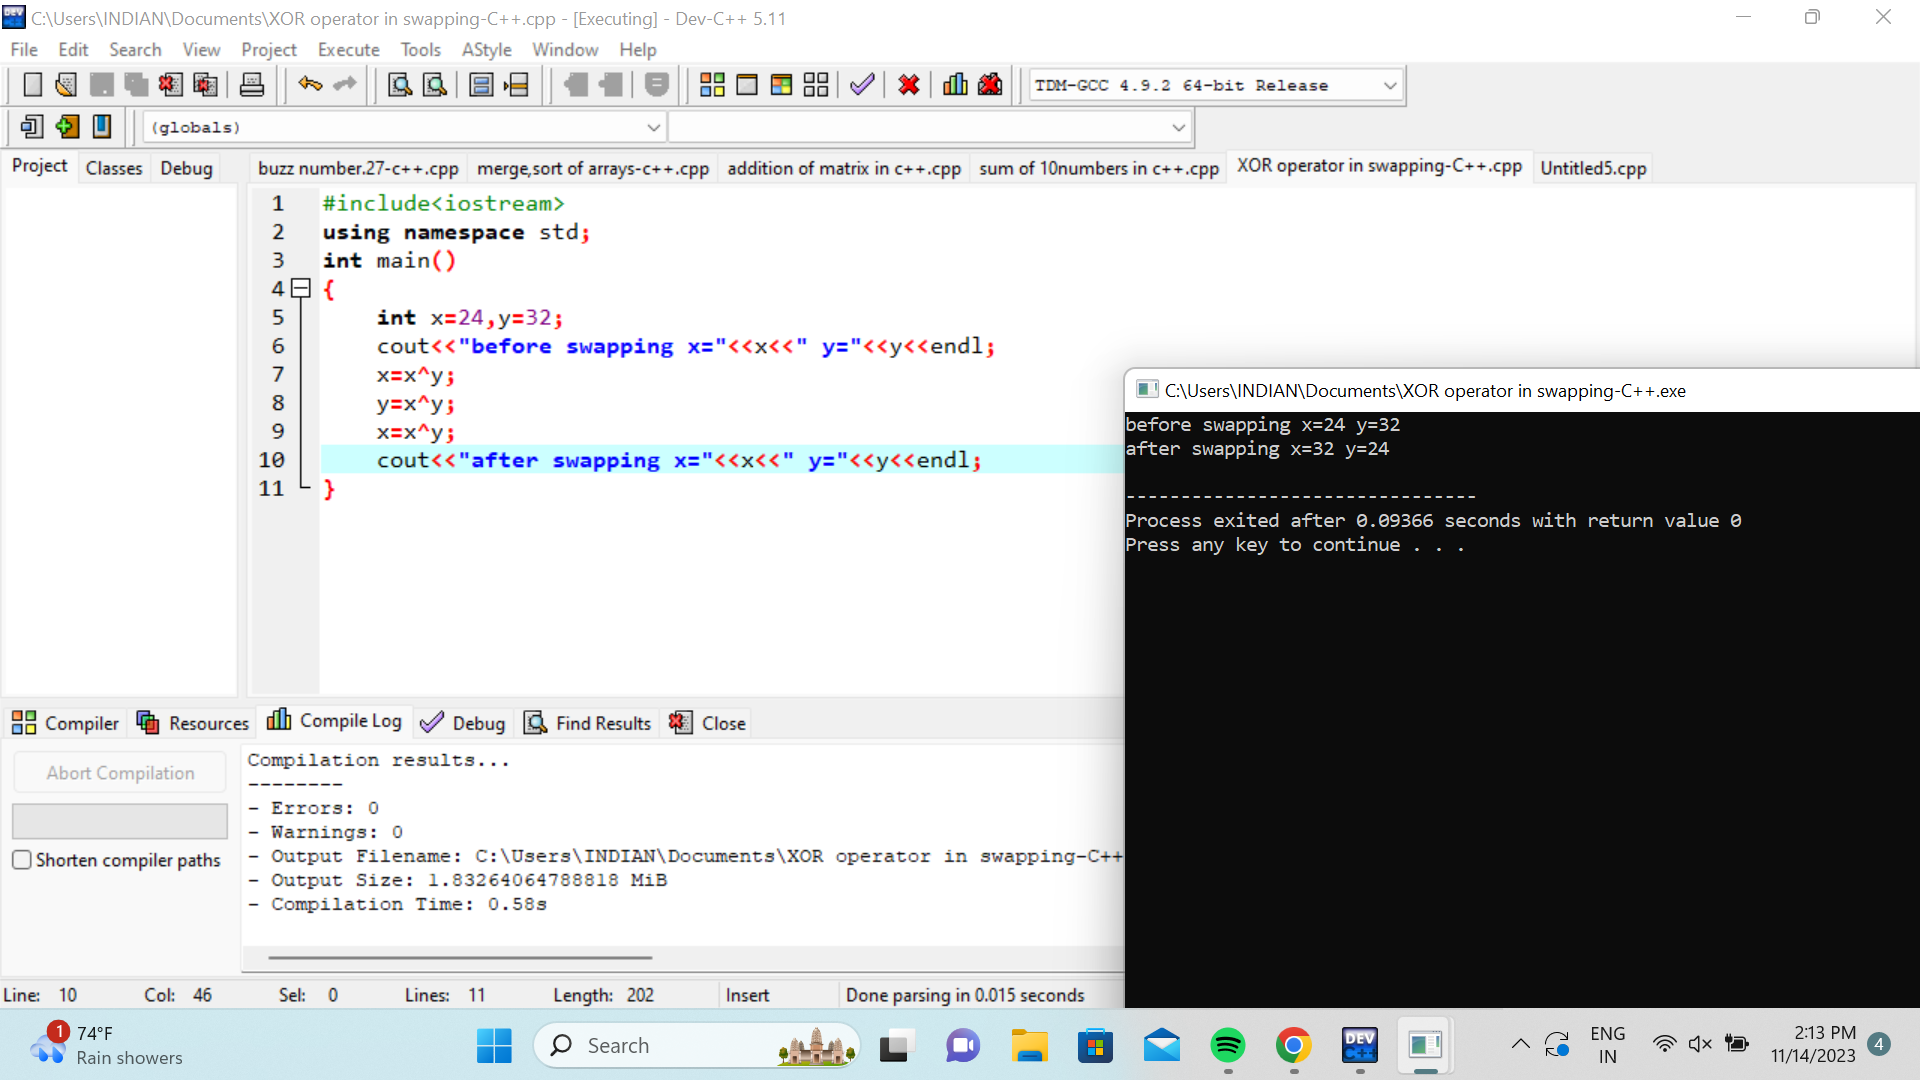 C:\Users\INDIAN\Documents\XOR operator in swapping-C++.cpp - [Executing] - Dev-C++ 5.11
File Edit Search View Project Execute Tools AStyle Window Help
TDM-GCC 4.9.2 64-bit Release
(globals)
Project Classes Debug
buzz number.27-c++.cpp merge,sort of arrays-c++.cpp addition of matrix in c++.cpp sum of 10numbers in c++.cpp XOR operator in swapping-C++.cpp Untitled5.cpp
1 #include<iostream>
2 using namespace std;
3 int main()
4 {
5 int x=24,y=32;
6 cout<<"before swapping x="<<x<<" y="<<y<<endl;
7 x=x^y;
8 y=x^y;
9 x=x^y;
10 cout<<"after swapping x="<<x<<" y="<<y<<endl;
11 }
C:\Users\INDIAN\Documents\XOR operator in swapping-C++.exe
before swapping x=24 y=32
after swapping x=32 y=24
--------------------------------
Process exited after 0.09366 seconds with return value 0
Press any key to continue . . .
Compiler Resources Compile Log Debug Find Results Close
Abort Compilation
Shorten compiler paths
Compilation results...
--------
- Errors: 0
- Warnings: 0
- Output Filename: C:\Users\INDIAN\Documents\XOR operator in swapping-C++
- Output Size: 1.83264064788818 MiB
- Compilation Time: 0.58s
Line: 10 Col: 46 Sel: 0 Lines: 11 Length: 202 Insert Done parsing in 0.015 seconds
1
74°F
Rain showers
Search
DEV
C++
ENG
IN
2:13 PM
11/14/2023
4